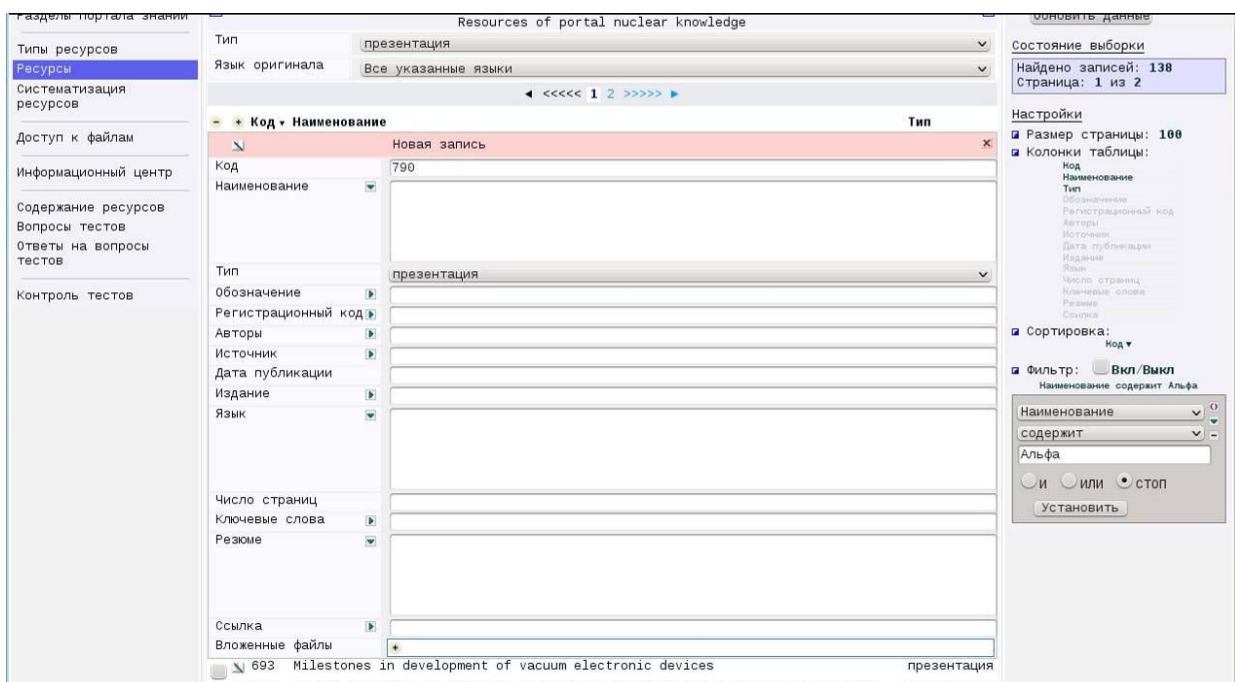 Разделы портала знаний
Типы ресурсов
Ресурсы
Систематизация
ресурсов
Доступ к файлам
Информационный центр
Содержание ресурсов
Вопросы тестов
Ответы на вопросы
тестов
Контроль тестов
Resources of portal nuclear knowledge
Тип презентация
Язык оригинала Все указанные языки
<<<<< 1 2 >>>>>
- + Код Наименование Тип
Новая запись x
Код 790
Наименование
Тип презентация
Обозначение
Регистрационный код
Авторы
Источник
Дата публикации
Издание
Язык
Число страниц
Ключевые слова
Резюме
Ссылка
Вложенные файлы +
693 Milestones in development of vacuum electronic devices презентация
Обновить данные
Состояние выборки
Найдено записей: 138
Страница: 1 из 2
Настройки
Размер страницы: 100
Колонки таблицы:
Код
Наименование
Тип
Обозначение
Регистрационный код
Авторы
Источник
Дата публикации
Издание
Язык
Число страниц
Ключевые слова
Резюме
Ссылка
Сортировка:
Код
Фильтр: Вкл/Выкл
Наименование содержит Альфа
Наименование
содержит
Альфа
и или стоп
Установить